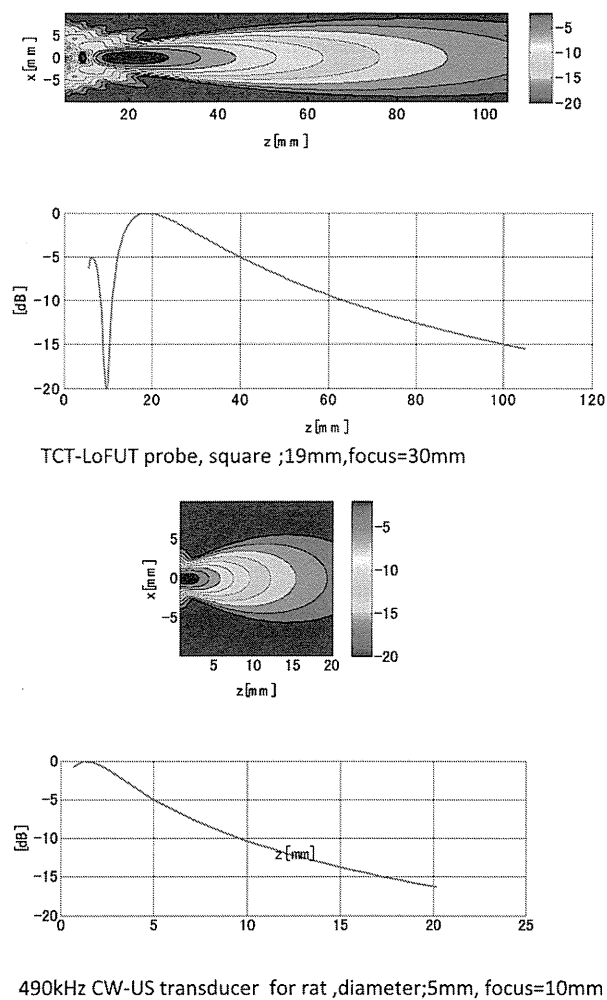 5
0
-5
x[mm]
20 40 60 80 100
z[mm]
-5
-10
-15
-20
0
-5
-10
-15
-20
[dB]
0 20 40 60 80 100 120
z[mm]
TCT-LoFUT probe, square ;19mm,focus=30mm
5
0
-5
x[mm]
5 10 15 20
z[mm]
-5
-10
-15
-20
0
-5
-10
-15
-20
[dB]
z[mm]
0 5 10 15 20 25
490kHz CW-US transducer for rat ,diameter;5mm, focus=10mm